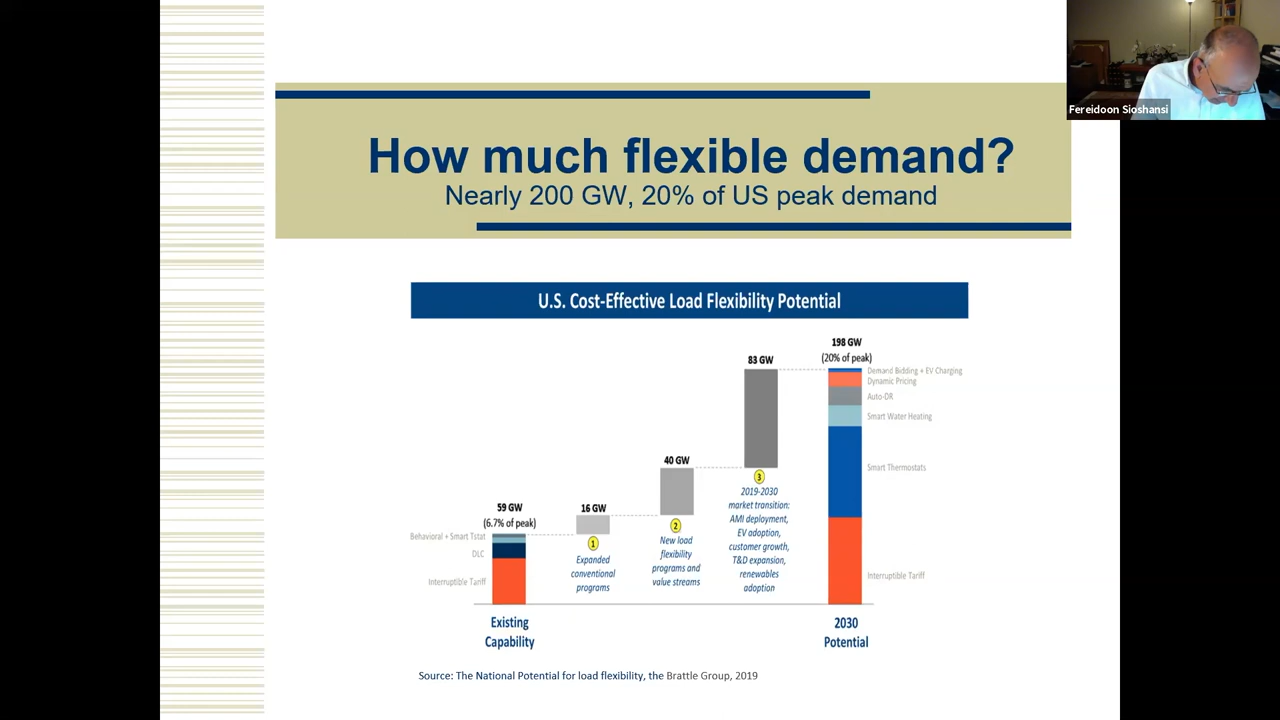 Fereidoon Sioshansi
How much flexible demand?
Nearly 200 GW, 20% of US peak demand
U.S. Cost-Effective Load Flexibility Potential
59 GW
(6.7% of peak)
Behavioral + Smart Tstat
DLC
Interruptible Tariff
Existing
Capability
16 GW
1
Expanded
conventional
programs
40 GW
2
New load
flexibility
programs and
value streams
83 GW
3
2019-2030
market transition:
AMI deployment,
EV adoption,
customer growth,
T&D expansion,
renewables
adoption
198 GW
(20% of peak)
Demand Bidding + EV Charging
Dynamic Pricing
Auto-DR
Smart Water Heating
Smart Thermostats
Interruptible Tariff
2030
Potential
Source: The National Potential for load flexibility, the Brattle Group, 2019